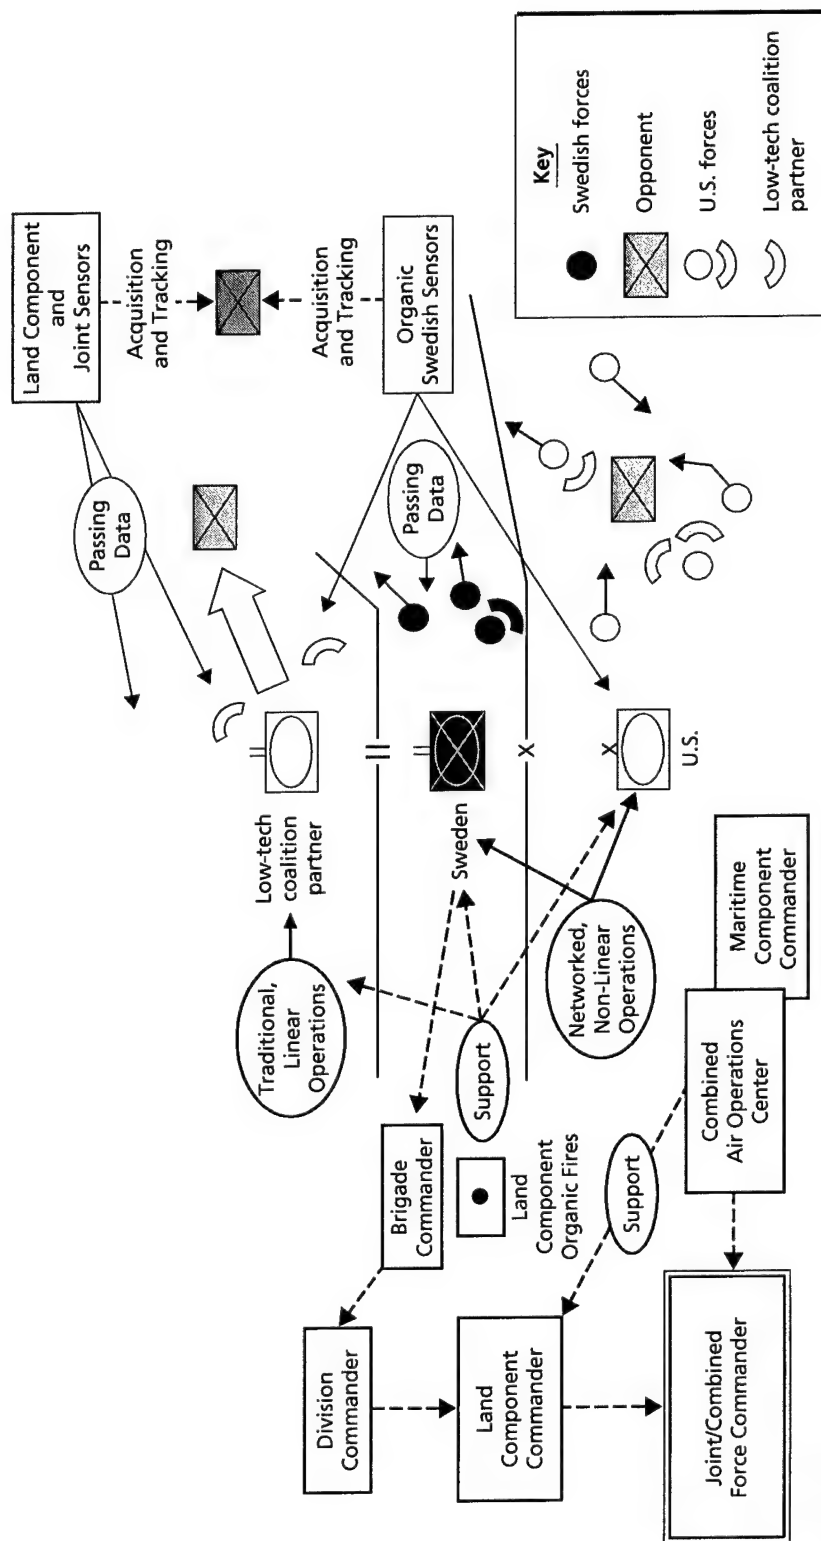 Land Component
and
Joint Sensors
Acquisition
and Tracking
Acquisition
and Tracking
Organic
Swedish Sensors
Passing
Data
Passing
Data
Low-tech
coalition
partner
Traditional,
Linear
Operations
Sweden
Support
Networked,
Non-Linear
Operations
X
X
U.S.
Brigade
Commander
Land
Component
Organic Fires
Division
Commander
Land
Component
Commander
Support
Combined
Air Operations
Center
Maritime
Component
Commander
Joint/Combined
Force Commander
Key
Swedish forces
Opponent
U.S. forces
Low-tech coalition
partner